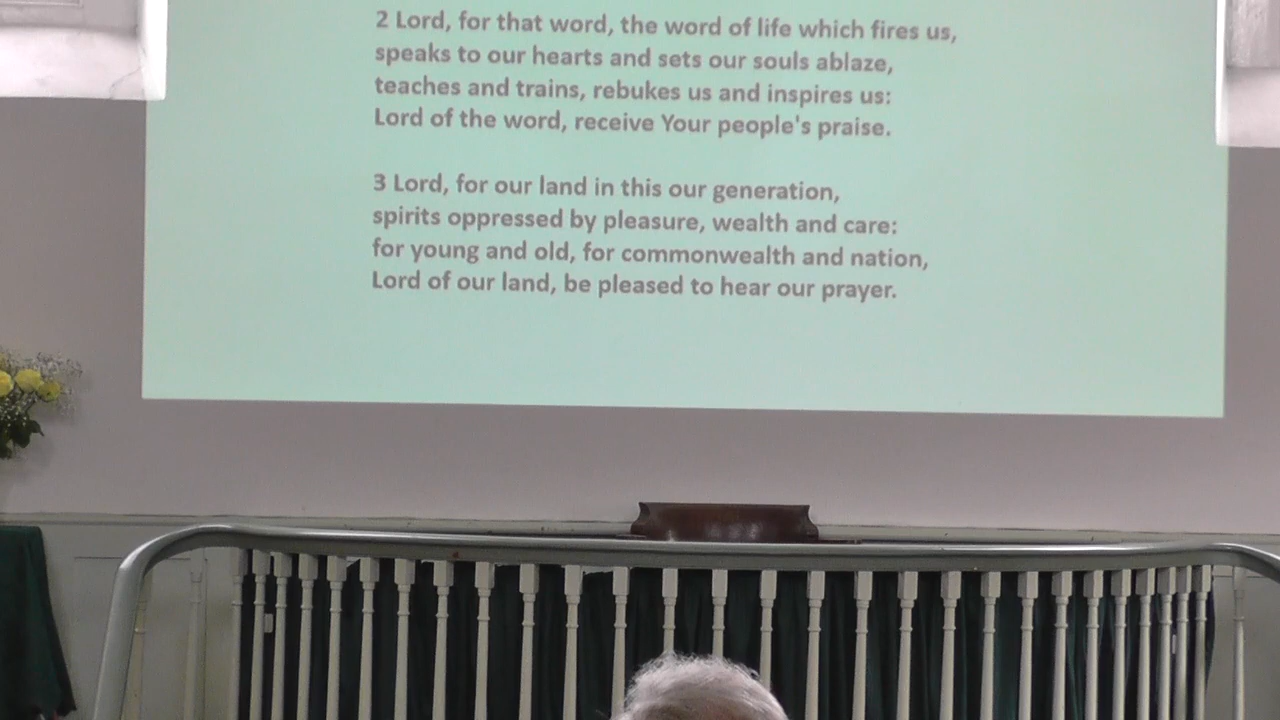 2 Lord, for that word, the word of life which fires us,
speaks to our hearts and sets our souls ablaze,
teaches and trains, rebukes us and inspires us:
Lord of the word, receive Your people's praise.
3 Lord, for our land in this our generation,
spirits oppressed by pleasure, wealth and care:
for young and old, for commonwealth and nation,
Lord of our land, be pleased to hear our prayer.